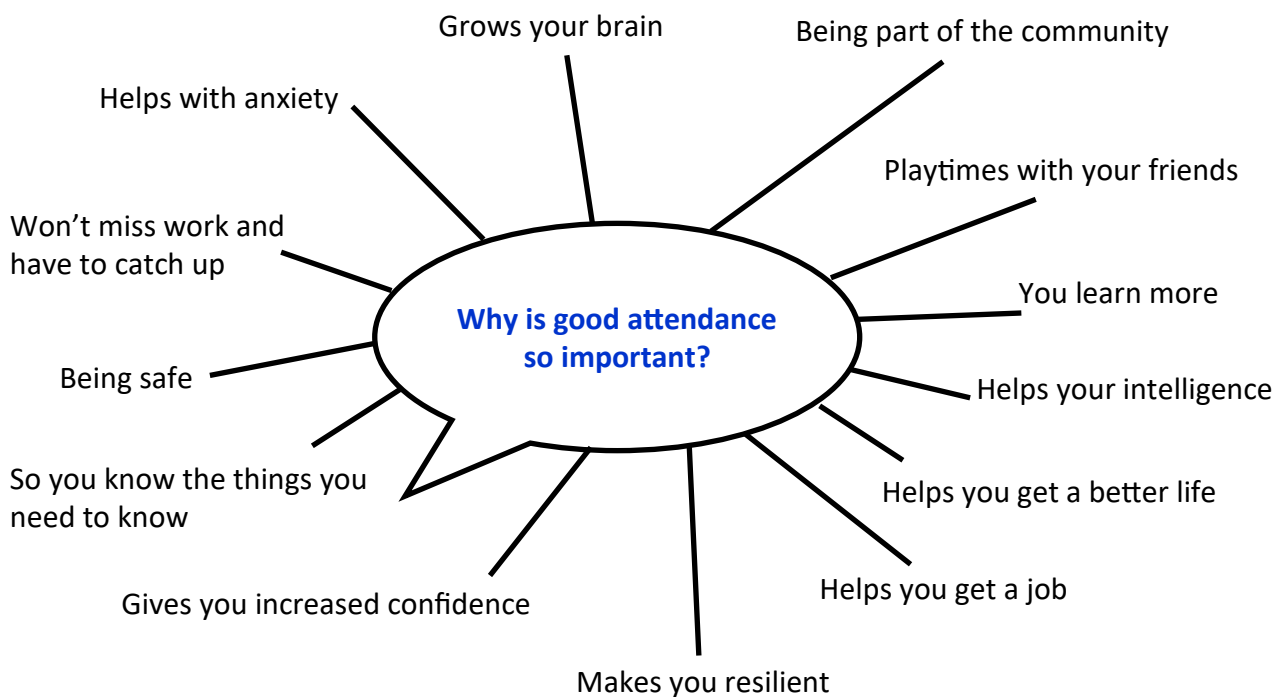 Grows your brain
Being part of the community
Helps with anxiety
Playtimes with your friends
Won’t miss work and
have to catch up
You learn more
Why is good attendance
so important?
Being safe
Helps your intelligence
So you know the things you
need to know
Helps you get a better life
Gives you increased confidence
Helps you get a job
Makes you resilient